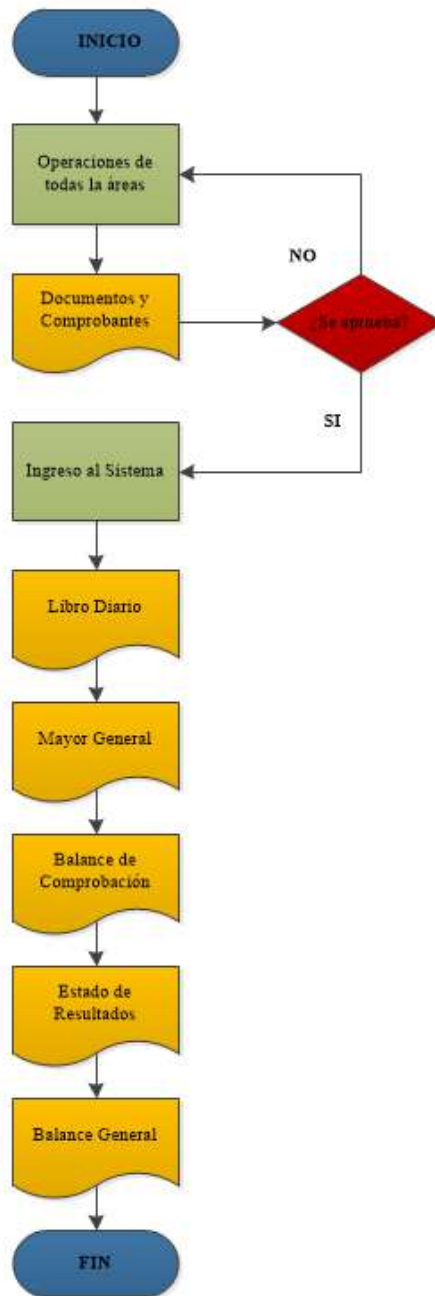 INICIO
Operaciones de
todas la áreas
NO
Documentos y
Comprobantes
¿Se aprueba?
SI
Ingreso al Sistema
Libro Diario
Mayor General
Balance de
Comprobación
Estado de
Resultados
Balance General
FIN